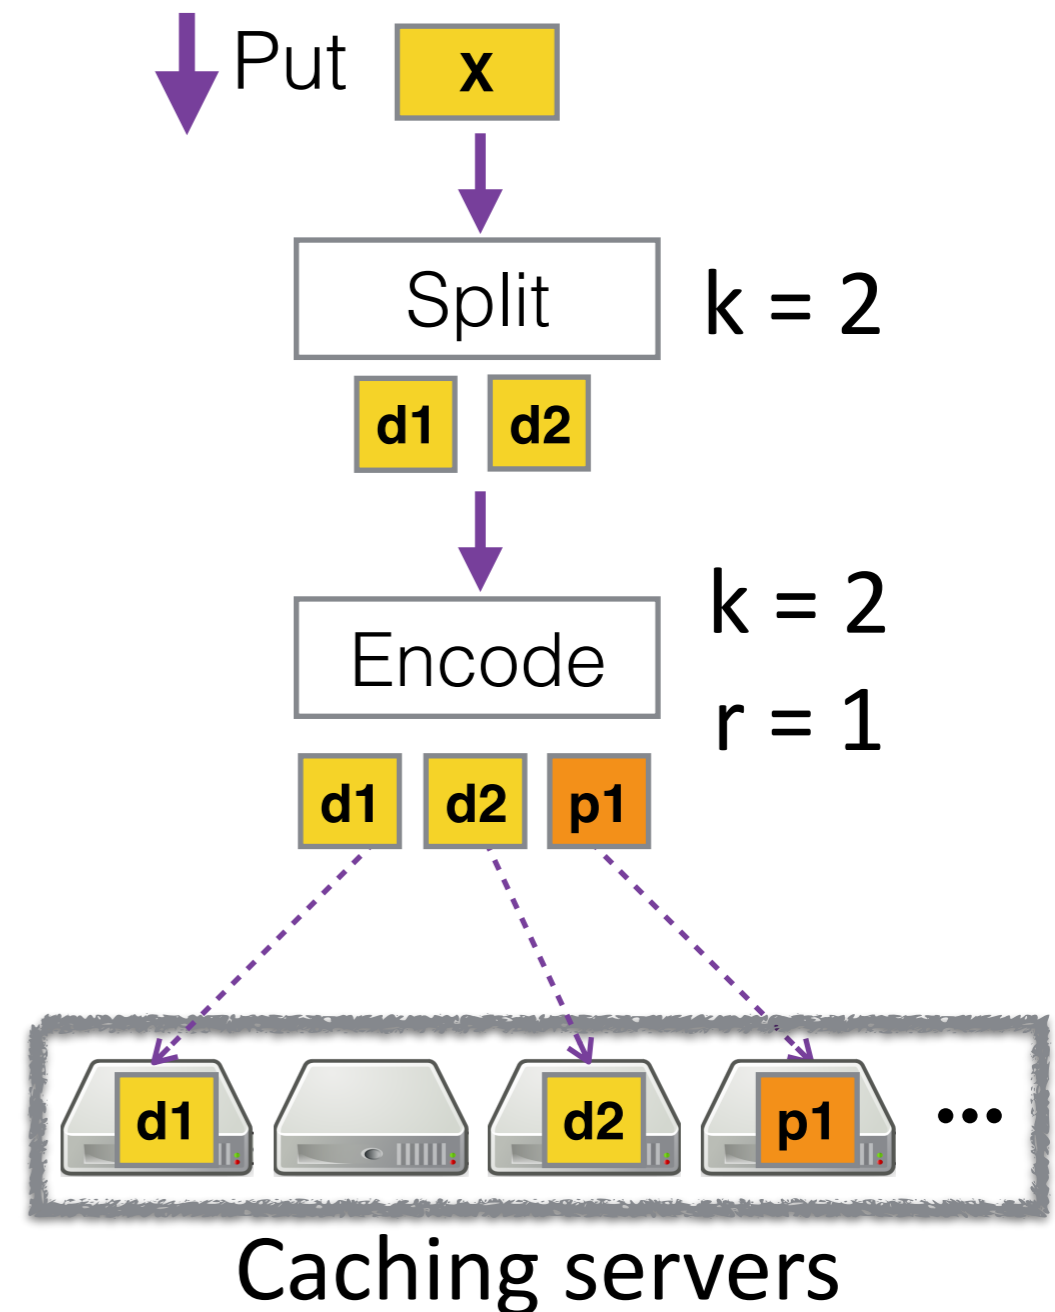 Put
X
Split
k = 2
d1 d2
Encode
k = 2
r = 1
d1 d2 p1
d1 d2 p1 •••
Caching servers